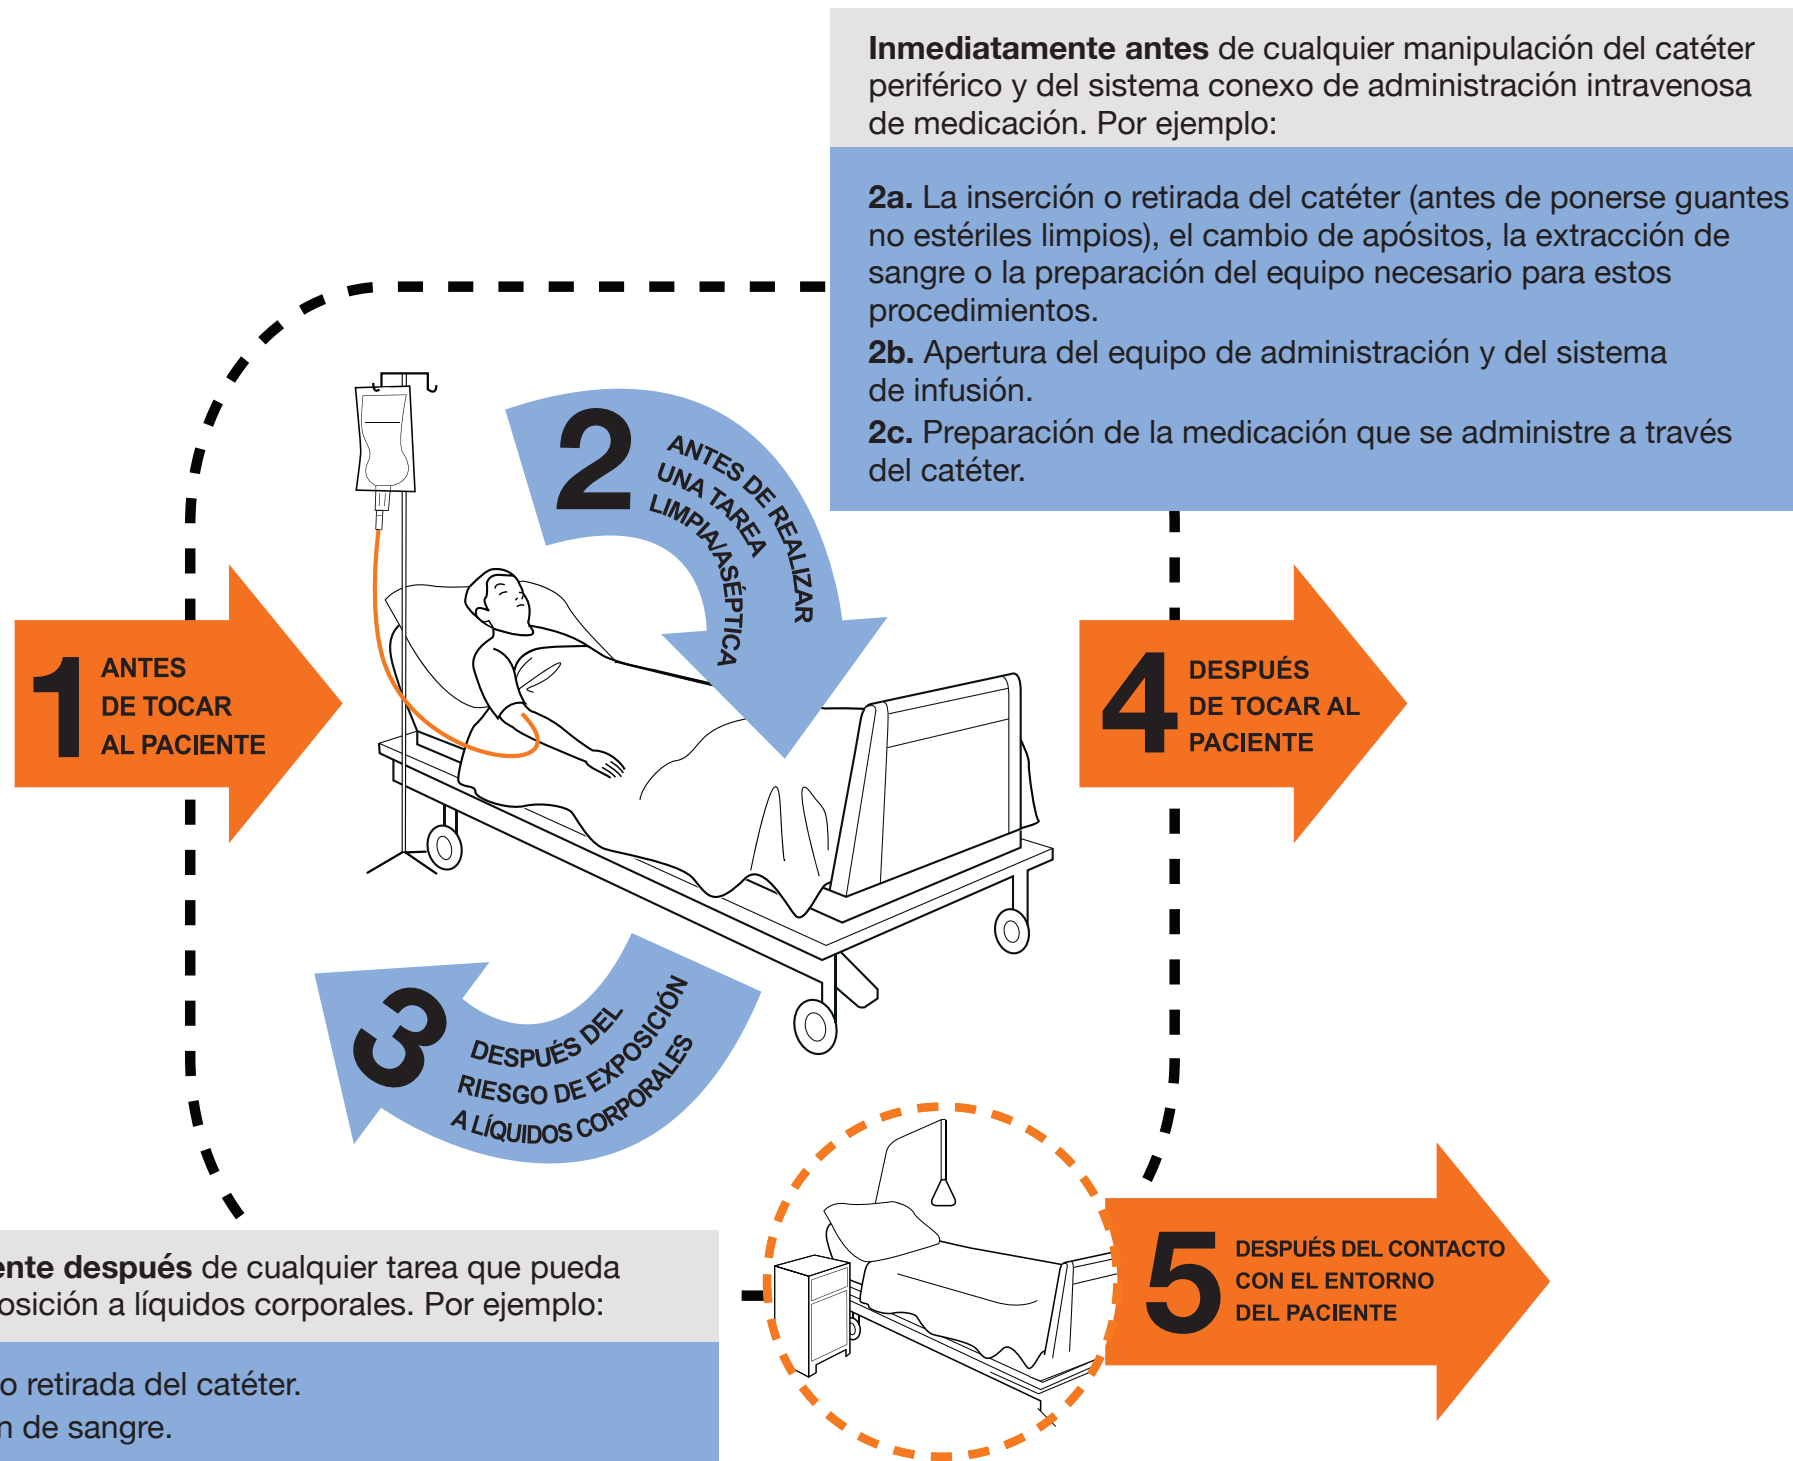 Inmediatamente antes de cualquier manipulación del catéter
periférico y del sistema conexo de administración intravenosa
de medicación. Por ejemplo:
2a. La inserción o retirada del catéter (antes de ponerse guantes
no estériles limpios), el cambio de apósitos, la extracción de
sangre o la preparación del equipo necesario para estos
procedimientos.
2b. Apertura del equipo de administración y del sistema
de infusión.
2c. Preparación de la medicación que se administre a través
del catéter.
2
ANTES DE REALIZAR
UNA TAREA
LIMPIA/ASÉPTICA
1
ANTES
DE TOCAR
AL PACIENTE
4
DESPUÉS
DE TOCAR AL
PACIENTE
3
DESPUÉS DEL
RIESGO DE EXPOSICIÓN
A LÍQUIDOS CORPORALES
5
DESPUÉS DEL CONTACTO
CON EL ENTORNO
DEL PACIENTE
después de cualquier tarea que pueda
a líquidos corporales. Por ejemplo:
o retirada del catéter.
de sangre.